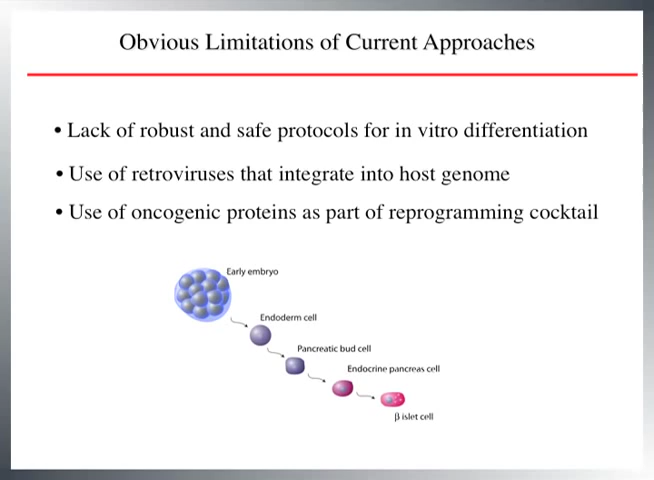 Obvious Limitations of Current Approaches
• Lack of robust and safe protocols for in vitro differentiation
• Use of retroviruses that integrate into host genome
• Use of oncogenic proteins as part of reprogramming cocktail
Early embryo
Endoderm cell
Pancreatic bud cell
Endocrine pancreas cell
β islet cell